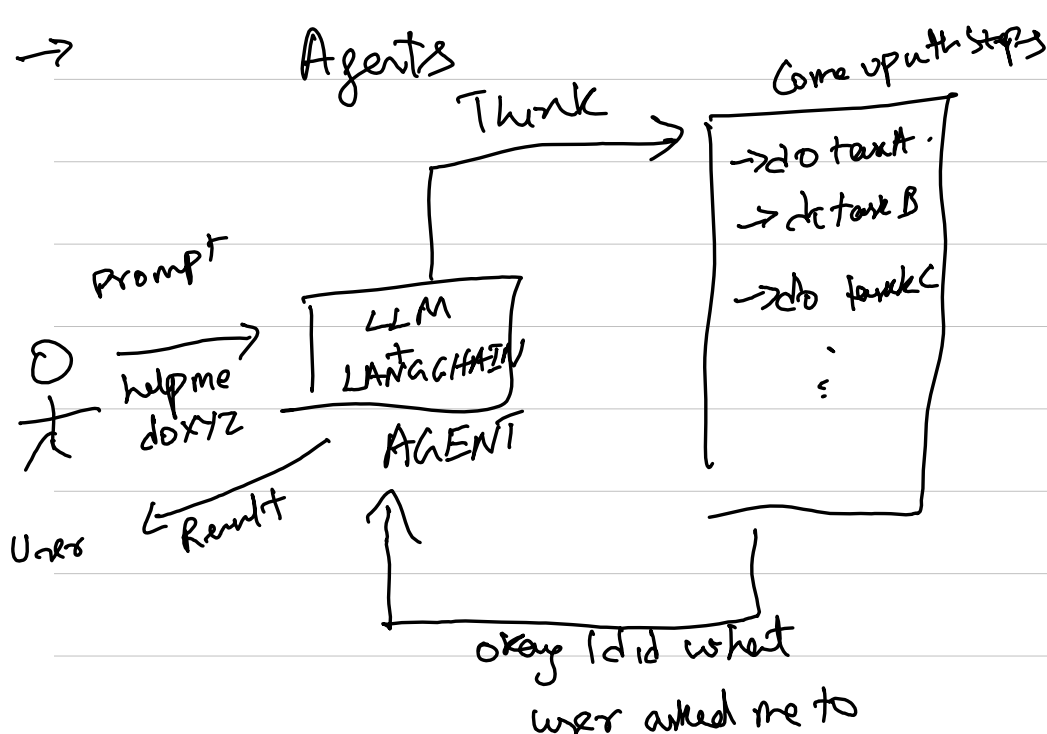 → Agents
Come up with steps
Think
→ do task A.
→ do task B
→ do task C
⋮
Prompt
help me
do XYZ
LLM
+
LANGCHAIN
AGENT
Result
User
okay I did what
user asked me to